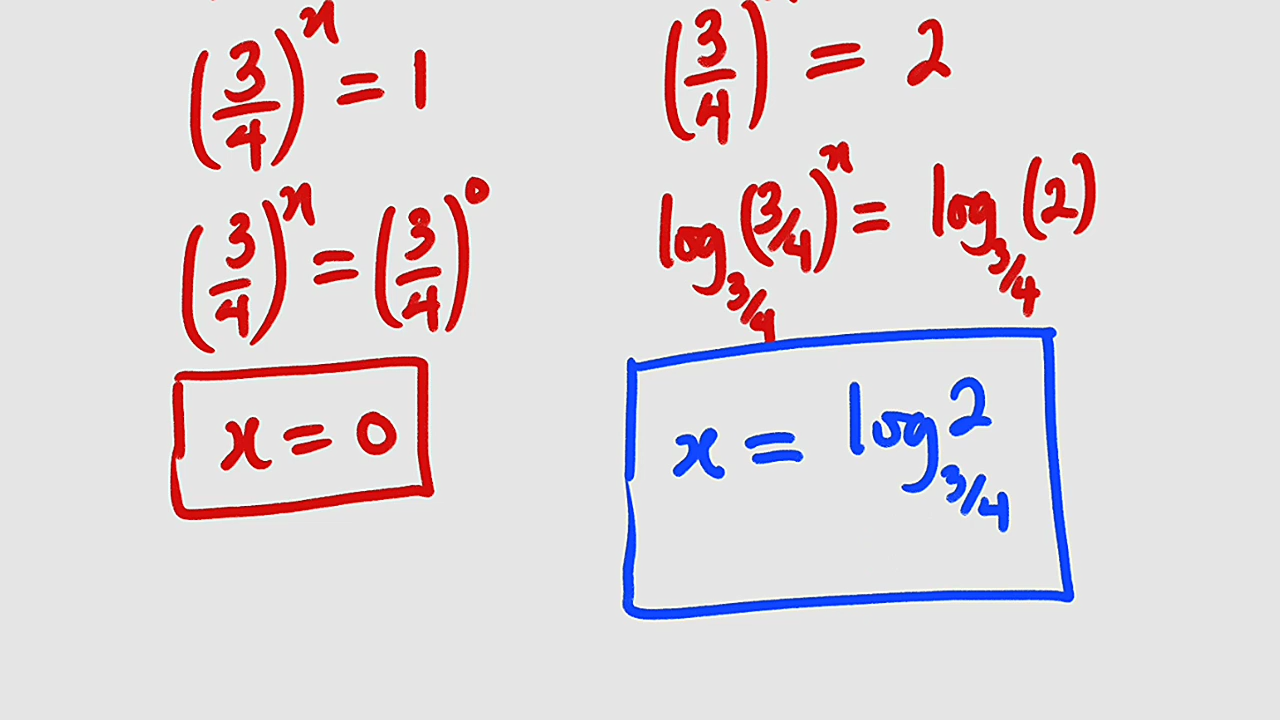 (3/4)^x = 1
(3/4)^x = (3/4)^0
x = 0
(3/4)^x = 2
log_{3/4} (3/4)^x = log_{3/4} (2)
x = log_{3/4} 2